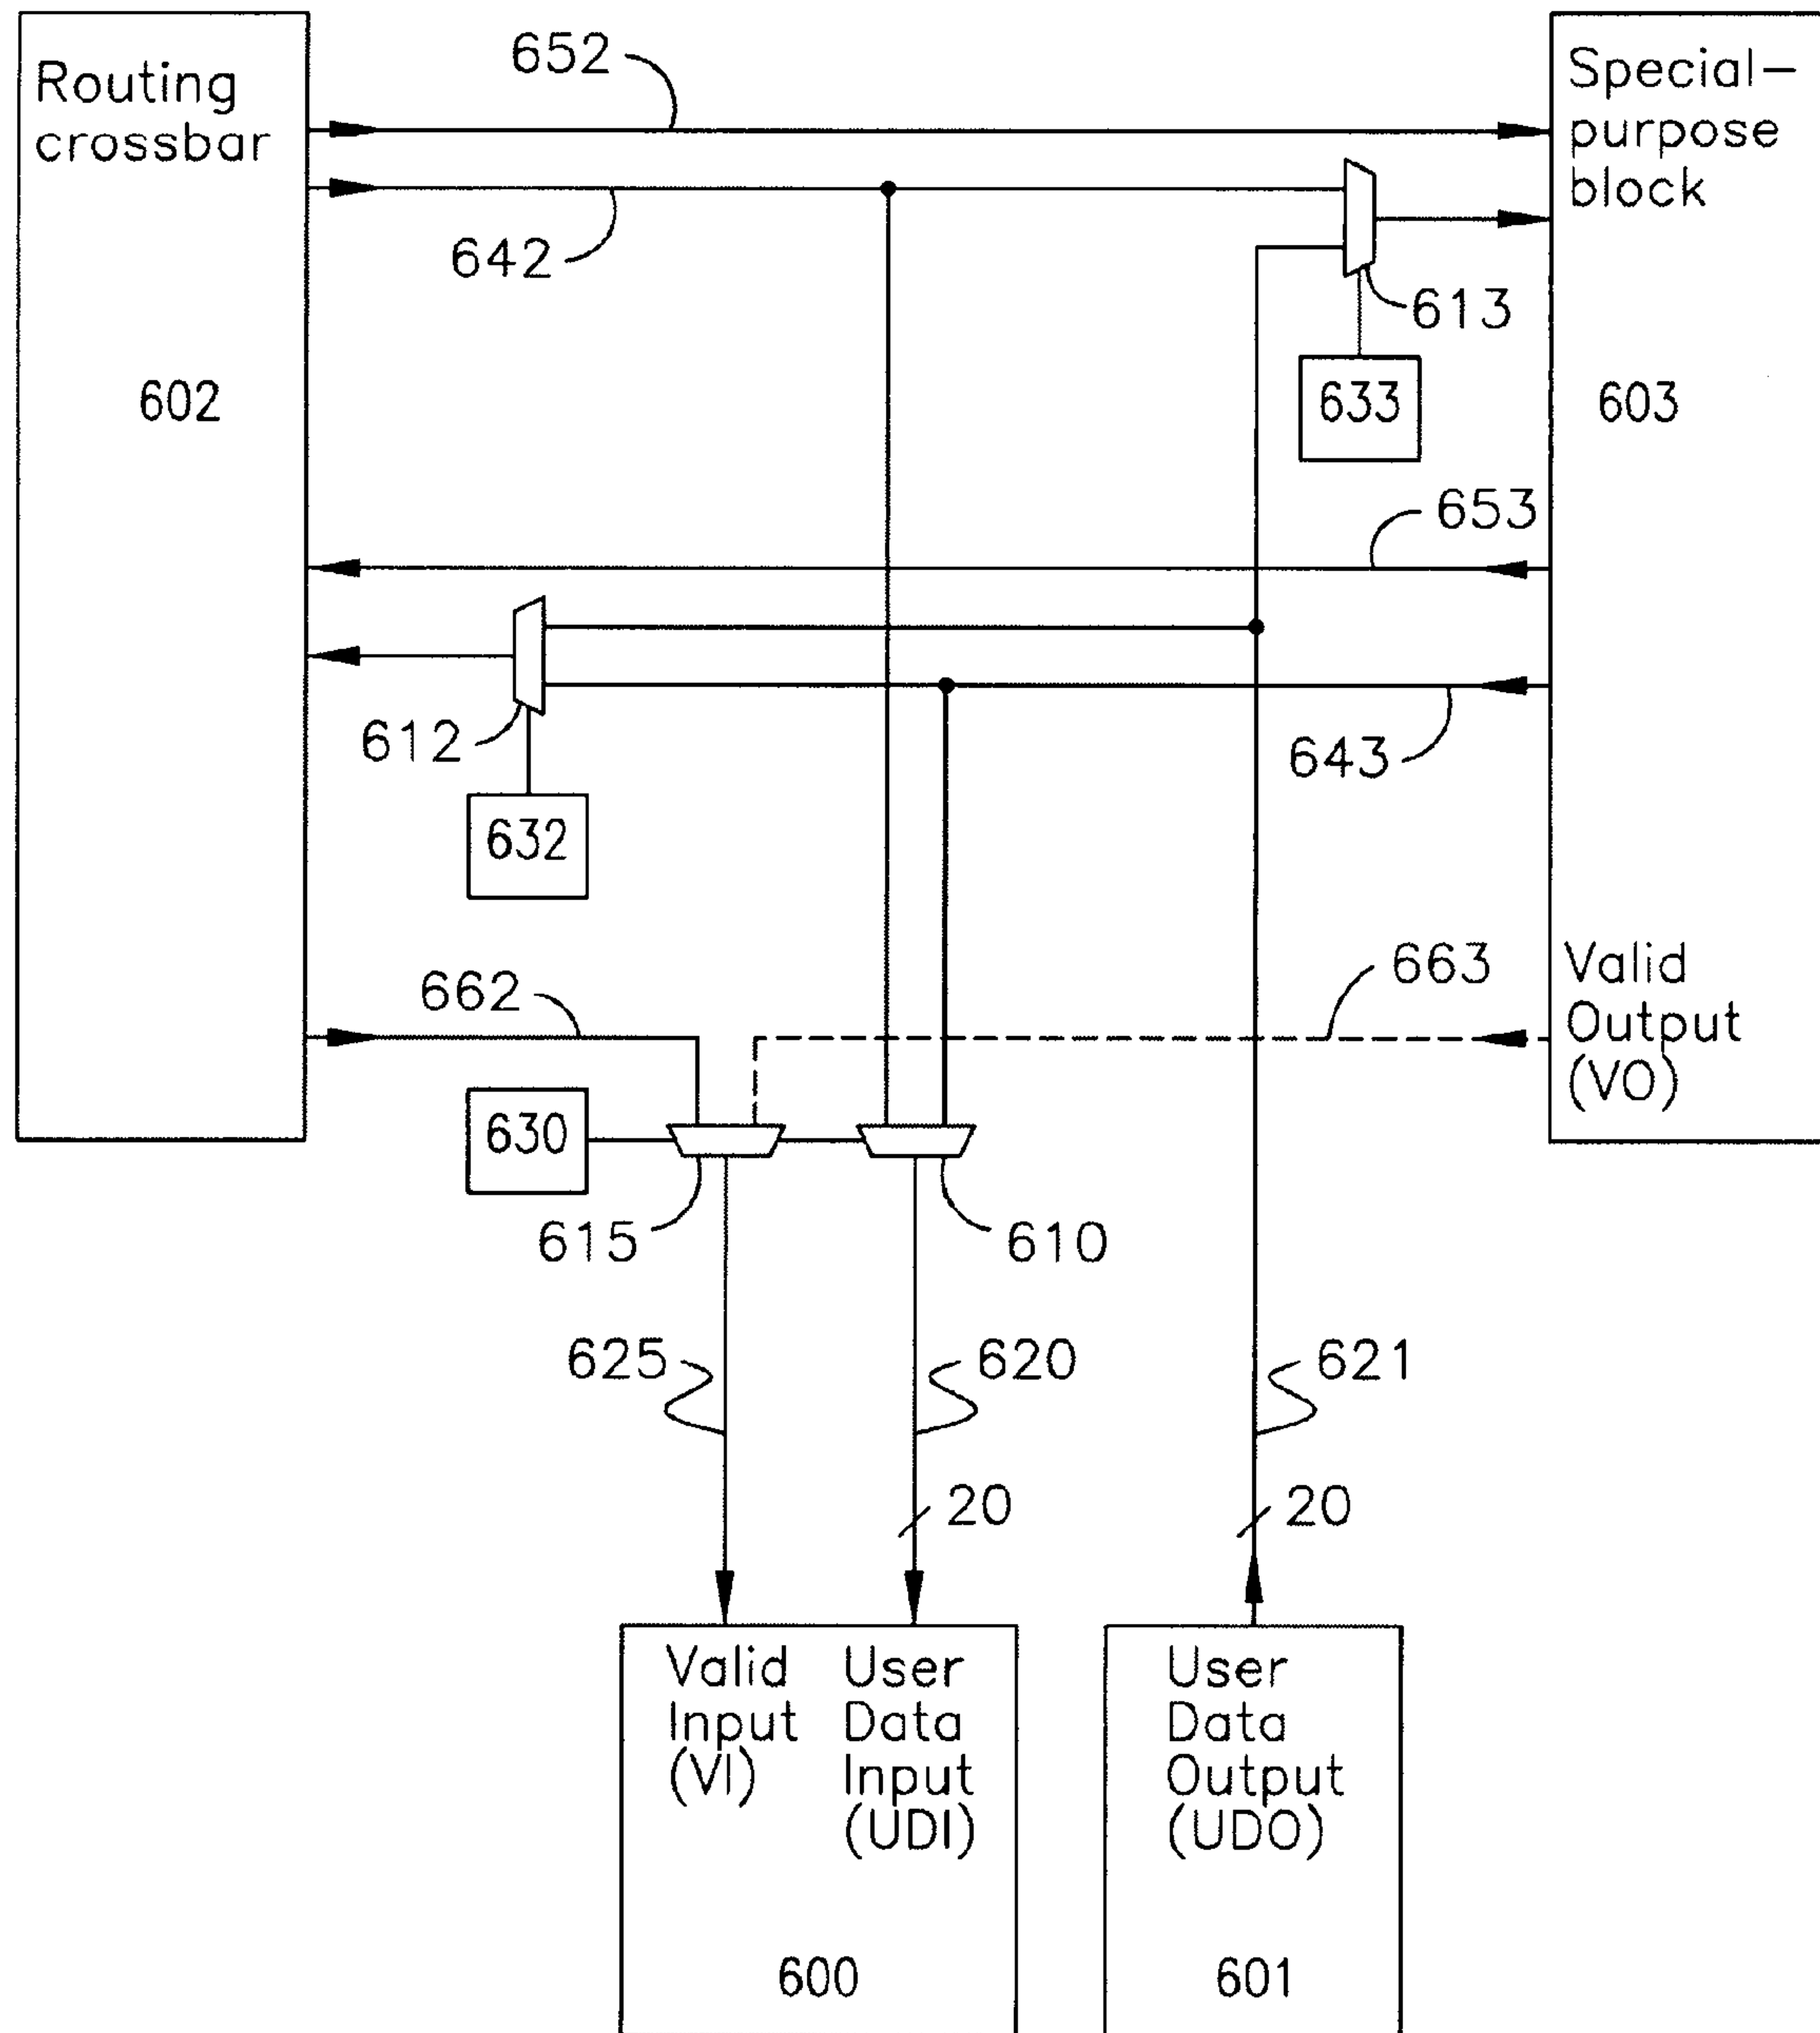 652
Routing
crossbar
Special-
purpose
block
642
613
602
633
603
653
612
643
632
662
663
Valid
Output
(VO)
630
615
610
625
620
621
20
20
Valid
Input
(VI)
User
Data
Input
(UDI)
User
Data
Output
(UDO)
600
601